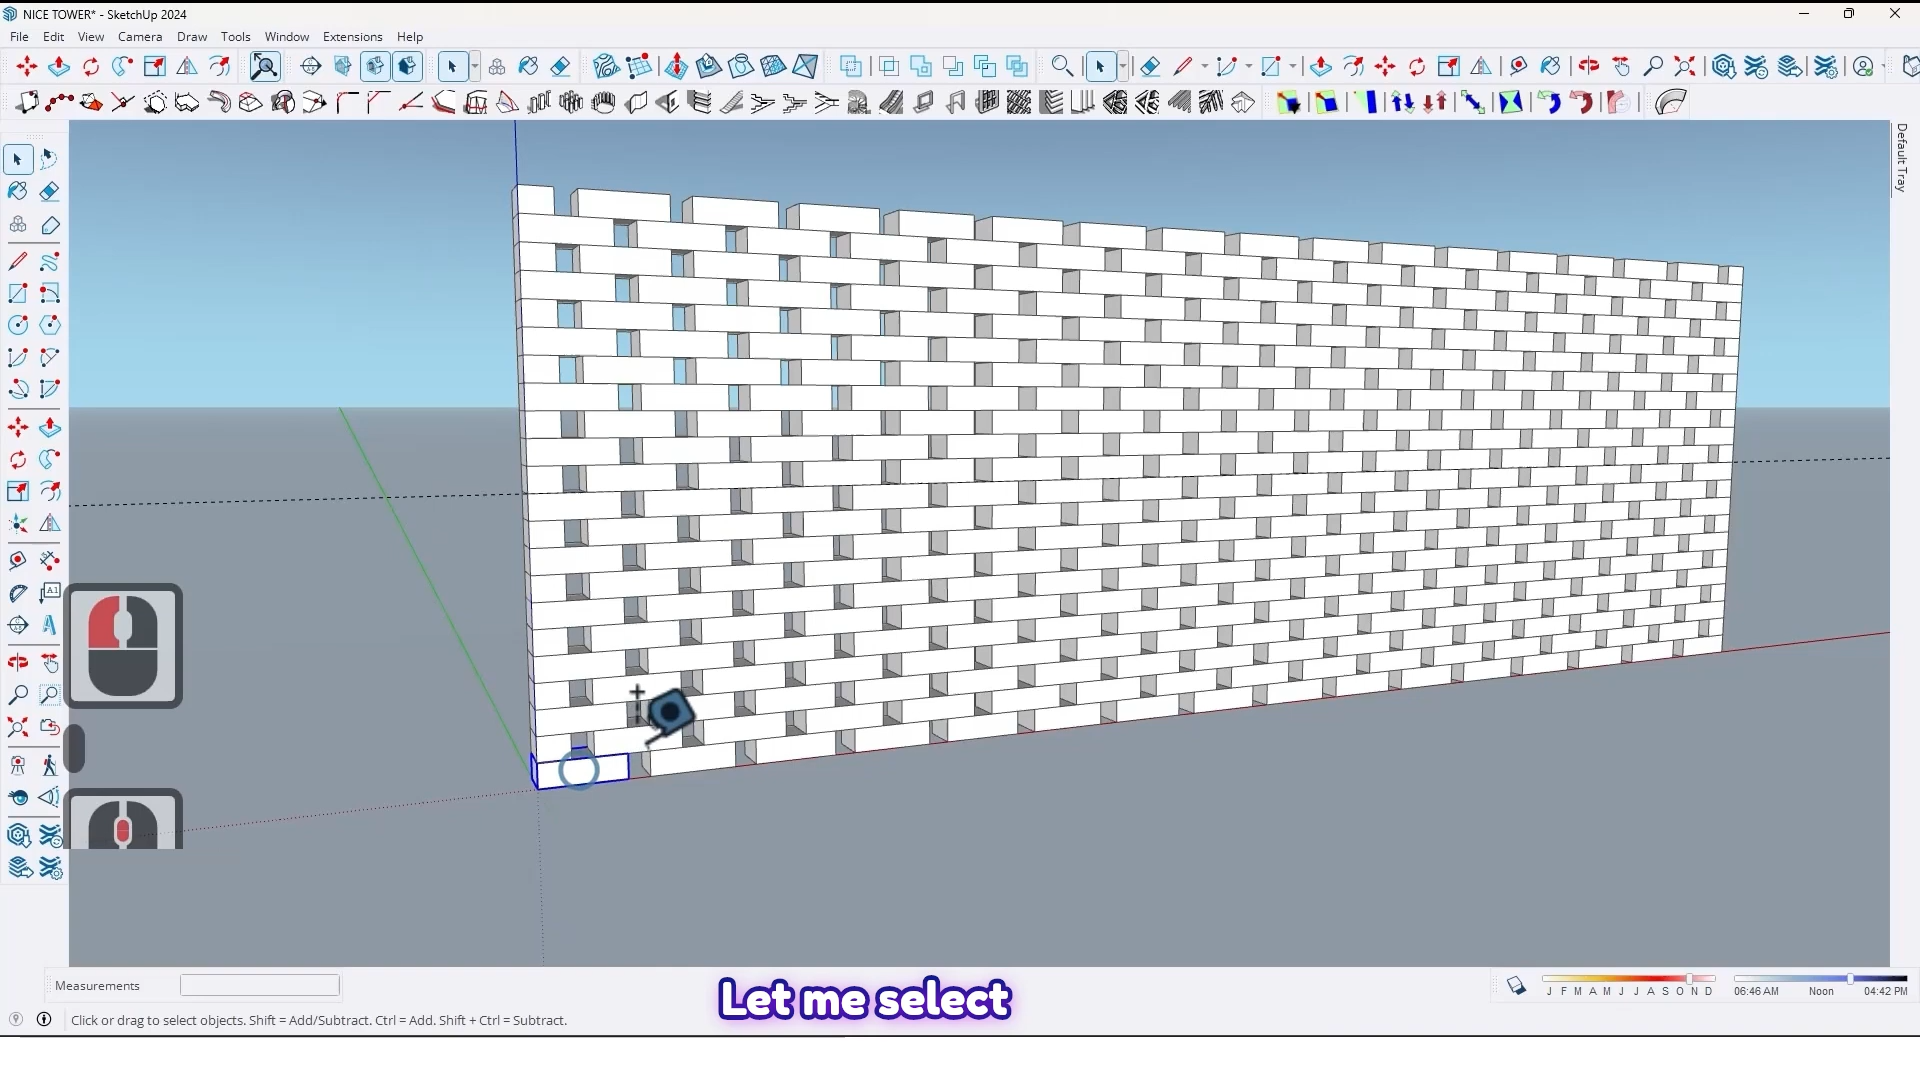 NICE TOWER* - SketchUp 2024
File Edit View Camera Draw Tools Window Extensions Help
Default Tray
A1
Measurements
Let me select
J F M A M J J A S O N D
06:46 AM Noon 04:42 PM
Click or drag to select objects. Shift = Add/Subtract. Ctrl = Add. Shift + Ctrl = Subtract.